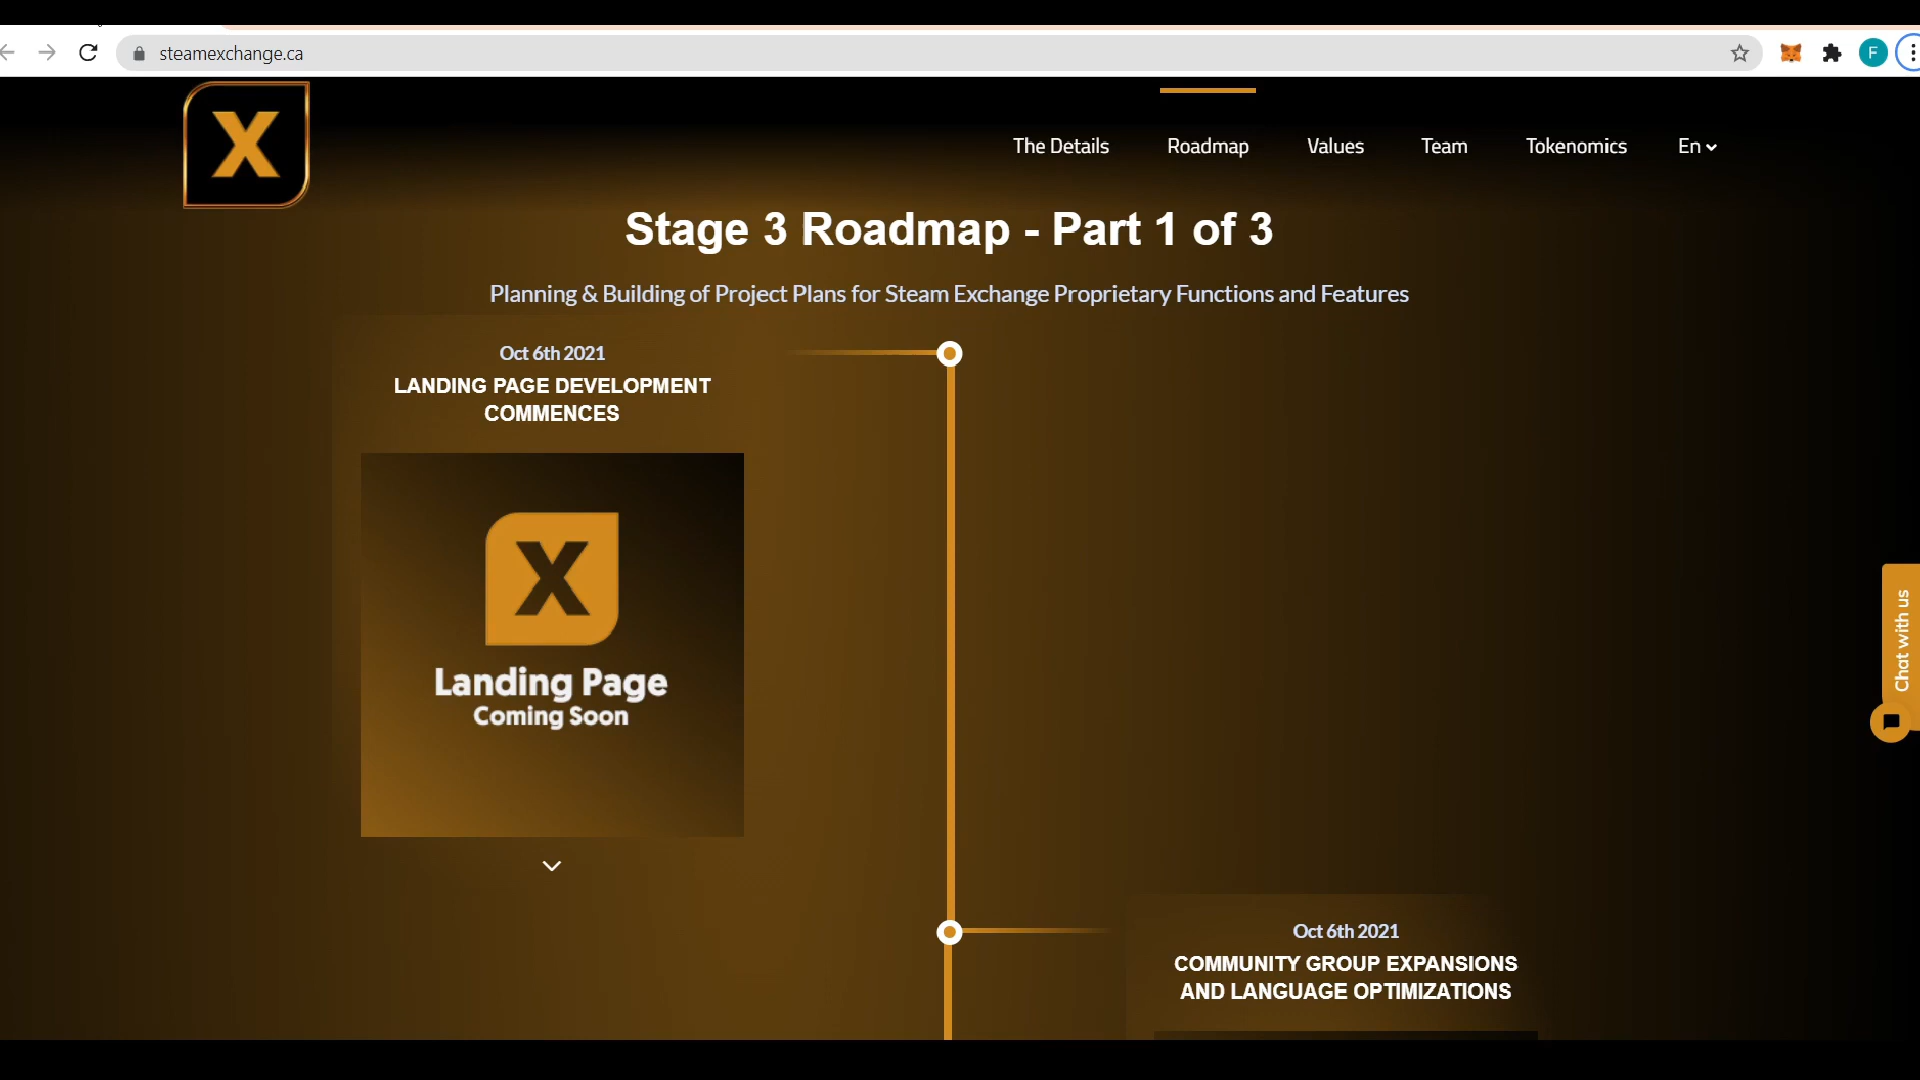 steamexchange.ca
F
X
The Details
Roadmap
Values
Team
Tokenomics
En
Stage 3 Roadmap - Part 1 of 3
Planning & Building of Project Plans for Steam Exchange Proprietary Functions and Features
Oct 6th 2021
LANDING PAGE DEVELOPMENT
COMMENCES
X
Landing Page
Coming Soon
Chat with us
Oct 6th 2021
COMMUNITY GROUP EXPANSIONS
AND LANGUAGE OPTIMIZATIONS